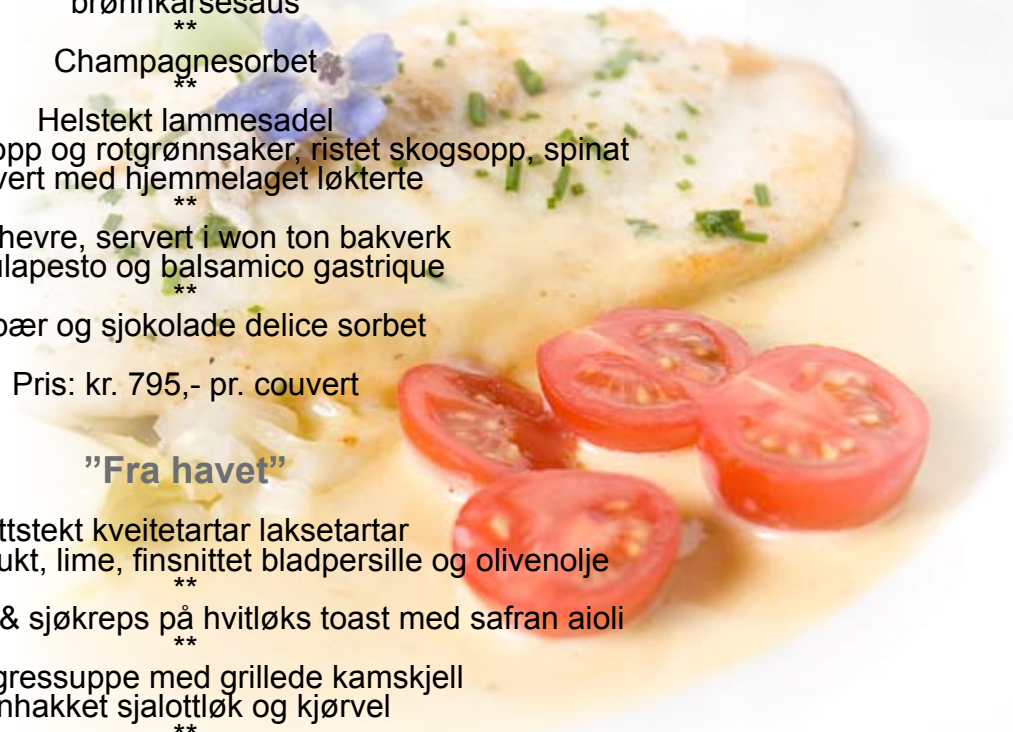 brønnkarsesaus
**
Champagnesorbet
**
Helstekt lammesadel
opp og rotgrønnsaker, ristet skogsopp, spinat
vert med hjemmelaget løkterte
**
hevre, servert i won ton bakverk
ulapesto og balsamico gastrique
**
bær og sjokolade delice sorbet
Pris: kr. 795,- pr. couvert
”Fra havet”
ttstekt kveitetartar laksetartar
ukt, lime, finsnittet bladpersille og olivenolje
**
& sjøkreps på hvitløks toast med safran aioli
**
gressuppe med grillede kamskjell
nhakket sjalottløk og kjørvel
**